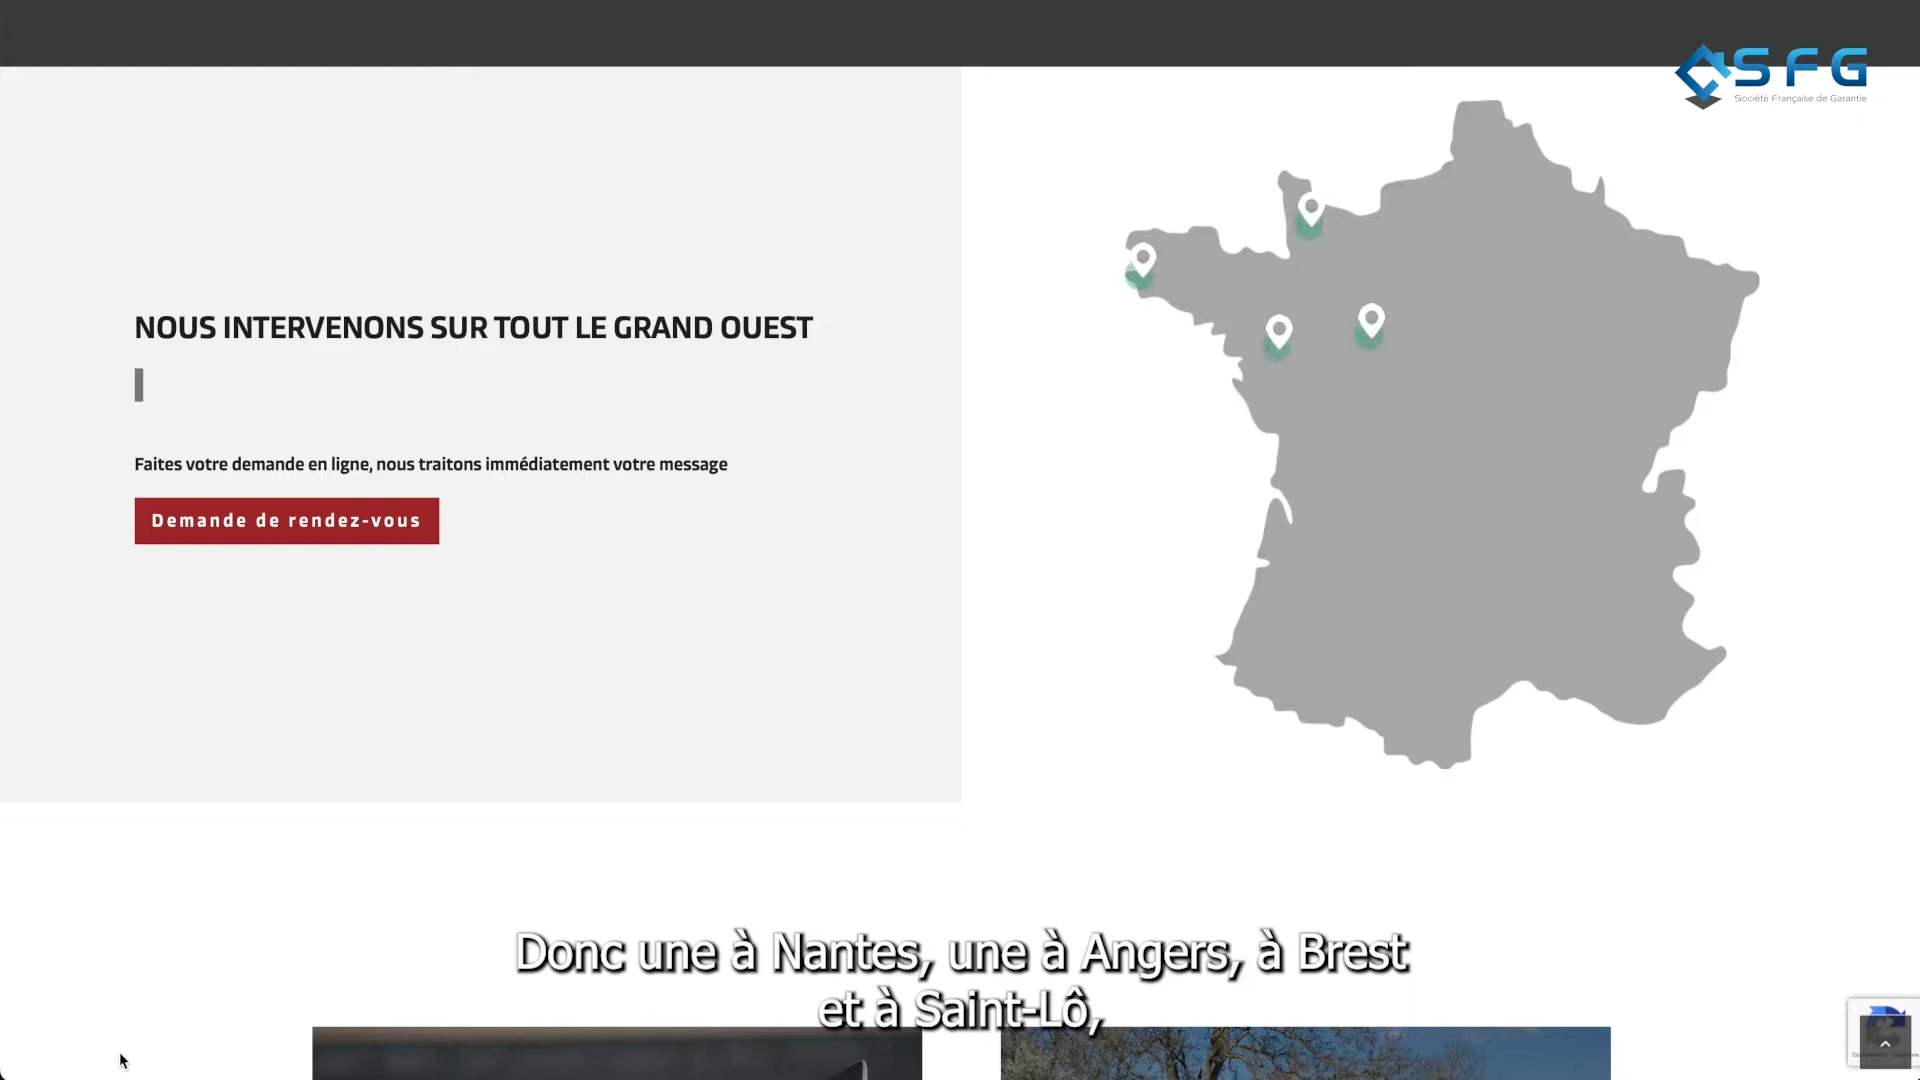 SFG
Société Française de Garantie
NOUS INTERVENONS SUR TOUT LE GRAND OUEST
Faites votre demande en ligne, nous traitons immédiatement votre message
Demande de rendez-vous
Donc une à Nantes, une à Angers, à Brest
et à Saint-Lô,